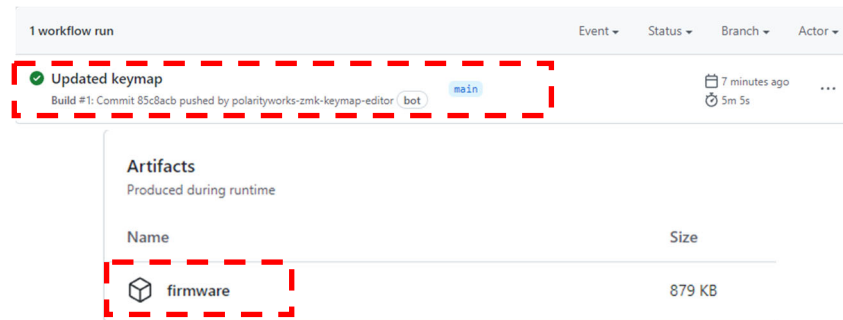 1 workflow run Event Status Branch Actor
Updated keymap main 7 minutes ago
Build #1: Commit 85c8acb pushed by polarityworks-zmk-keymap-editor bot 5m 5s
Artifacts
Produced during runtime
Name Size
firmware 879 KB